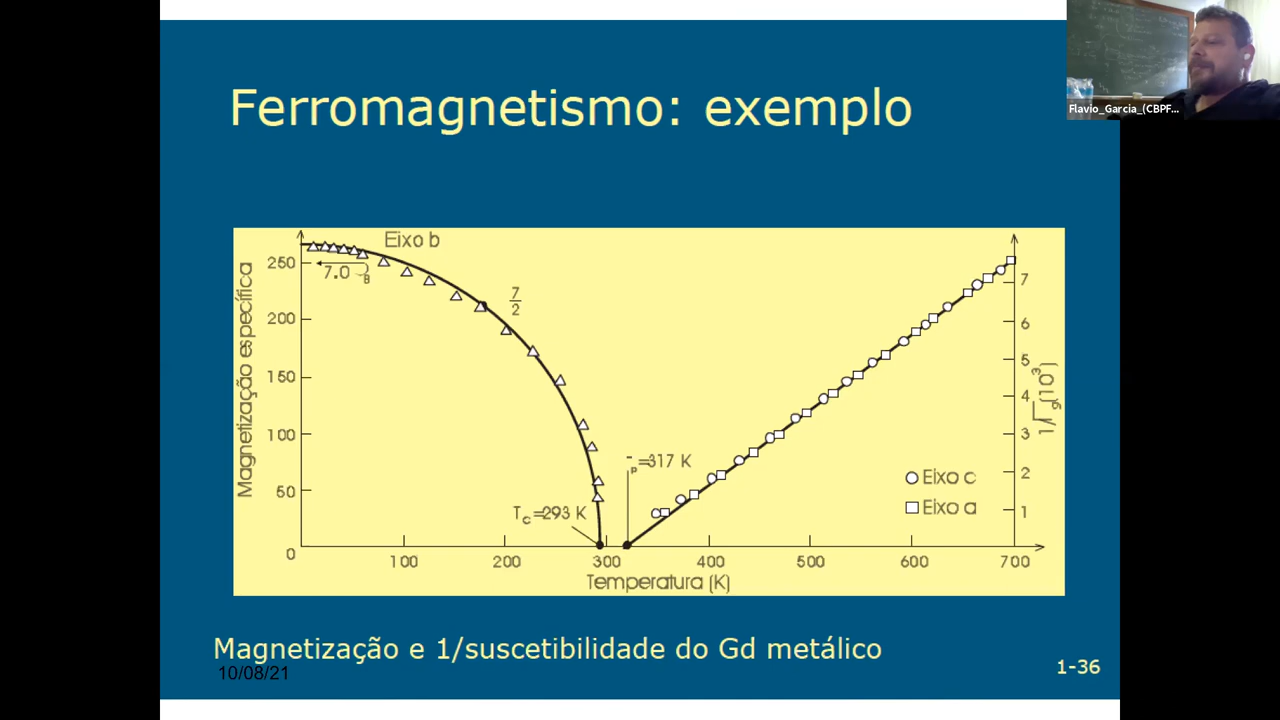 Ferromagnetismo: exemplo
Flavio_Garcia_(CBPF...
Eixo b
250
7.0 B
7/2
200
150
100
50
0
Magnetização específica
7
6
5
4
3
2
1
p=317 K
Tc=293 K
Eixo c
Eixo a
100
200
300
400
500
600
700
Temperatura (K)
Magnetização e 1/suscetibilidade do Gd metálico
10/08/21
1-36